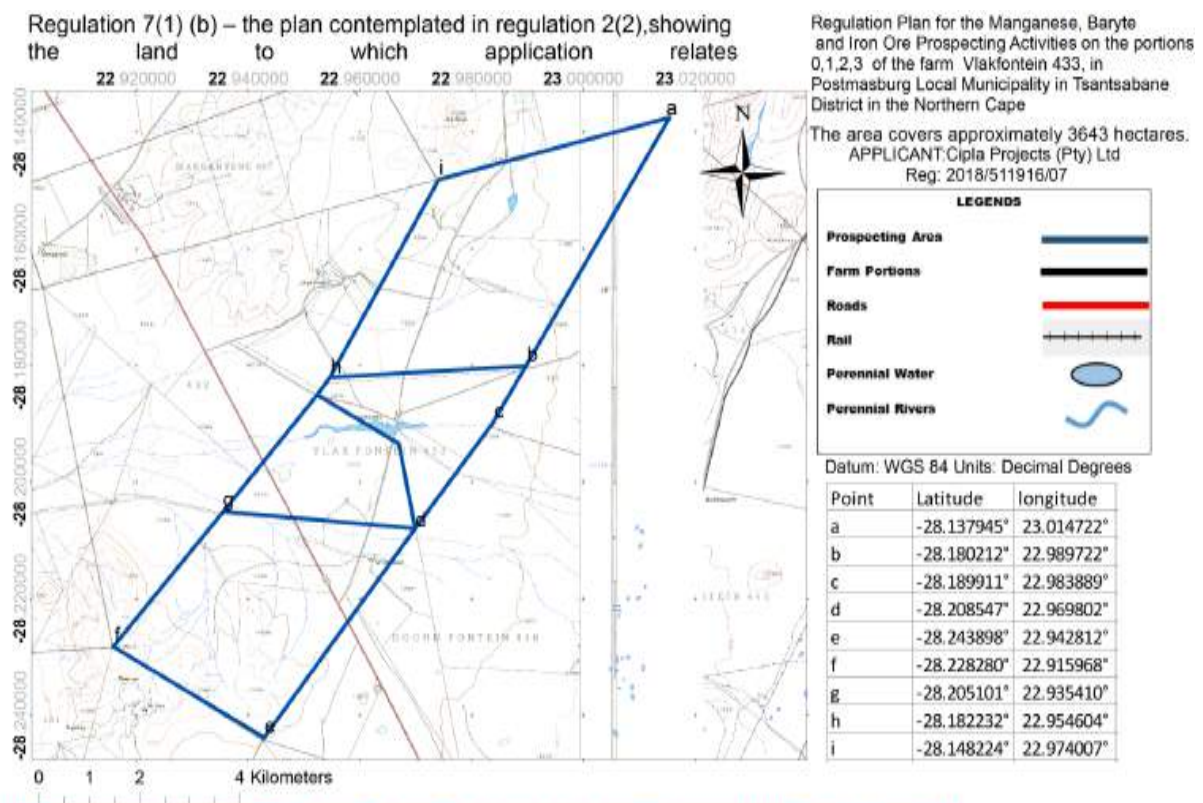 Regulation 7(1) (b) – the plan contemplated in regulation 2(2),showing
the land to which application relates
22 920000 22 940000 22 960000 22 980000 23 000000 23 020000
-28 140000
-28 160000
-28 180000
-28 200000
-28 220000
-28 240000
a
i
N
b
h
c
VLAK FONTEIN 433
g
d
DOORN FONTEIN 416
f
e
0 1 2 4 Kilometers
Regulation Plan for the Manganese, Baryte
and Iron Ore Prospecting Activities on the portions
0,1,2,3 of the farm Vlakfontein 433, in
Postmasburg Local Municipality in Tsantsabane
District in the Northern Cape
The area covers approximately 3643 hectares.
APPLICANT:Cipla Projects (Pty) Ltd
Reg: 2018/511916/07
LEGENDS
Prospecting Area
Farm Portions
Roads
Rail
Perennial Water
Perennial Rivers
Datum: WGS 84 Units: Decimal Degrees
Point Latitude longitude
a -28.137945° 23.014722°
b -28.180212° 22.989722°
c -28.189911° 22.983889°
d -28.208547° 22.969802°
e -28.243898° 22.942812°
f -28.228280° 22.915968°
g -28.205101° 22.935410°
h -28.182232° 22.954604°
i -28.148224° 22.974007°